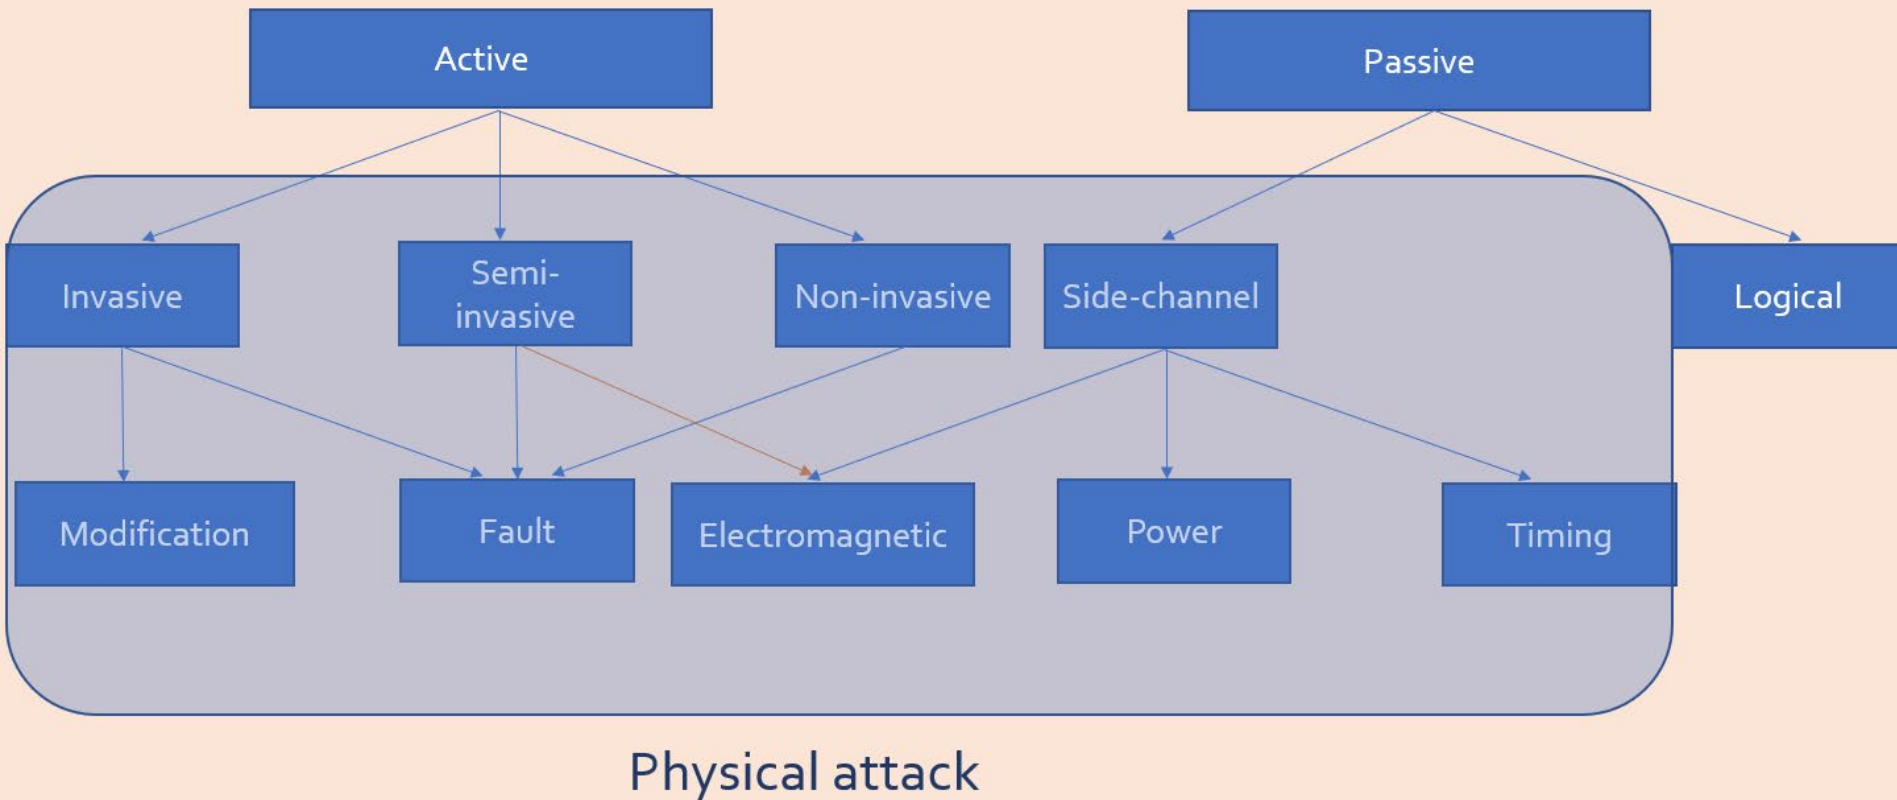 Active
Passive
Invasive
Semi-
invasive
Non-invasive
Side-channel
Logical
Modification
Fault
Electromagnetic
Power
Timing
Physical attack